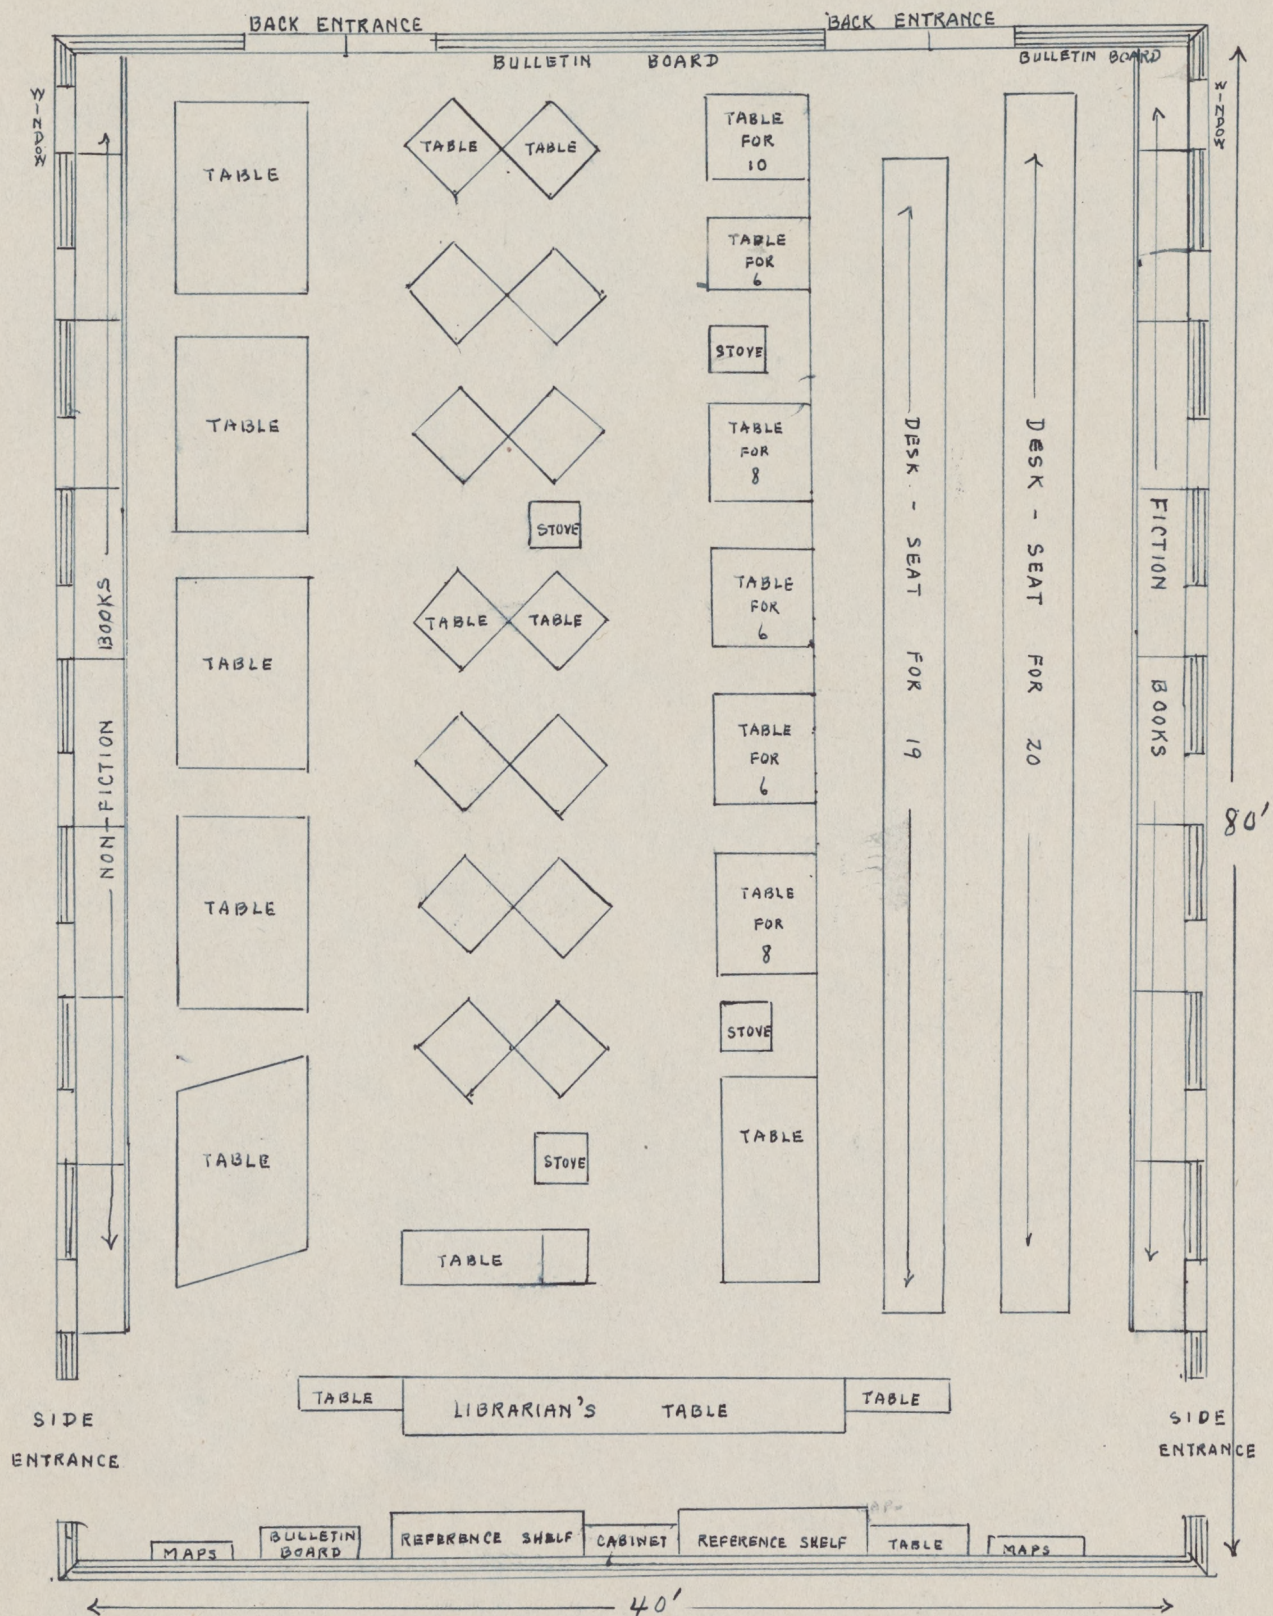 BACK ENTRANCE
BACK ENTRANCE
BULLETIN BOARD
BULLETIN BOARD
WINDOW
WINDOW
TABLE
TABLE
TABLE
TABLE
FOR
10
TABLE
FOR
6
STOVE
TABLE
TABLE
FOR
8
STOVE
TABLE
TABLE
TABLE
FOR
6
TABLE
TABLE
FOR
6
TABLE
TABLE
FOR
8
STOVE
TABLE
TABLE
STOVE
TABLE
NON-FICTION BOOKS
DESK - SEAT FOR 19
DESK - SEAT FOR 20
FICTION BOOKS
80'
TABLE
LIBRARIAN'S TABLE
TABLE
SIDE
ENTRANCE
SIDE
ENTRANCE
MAPS
BULLETIN
BOARD
REFERENCE SHELF
CABINET
REFERENCE SHELF
TABLE
MAPS
40'